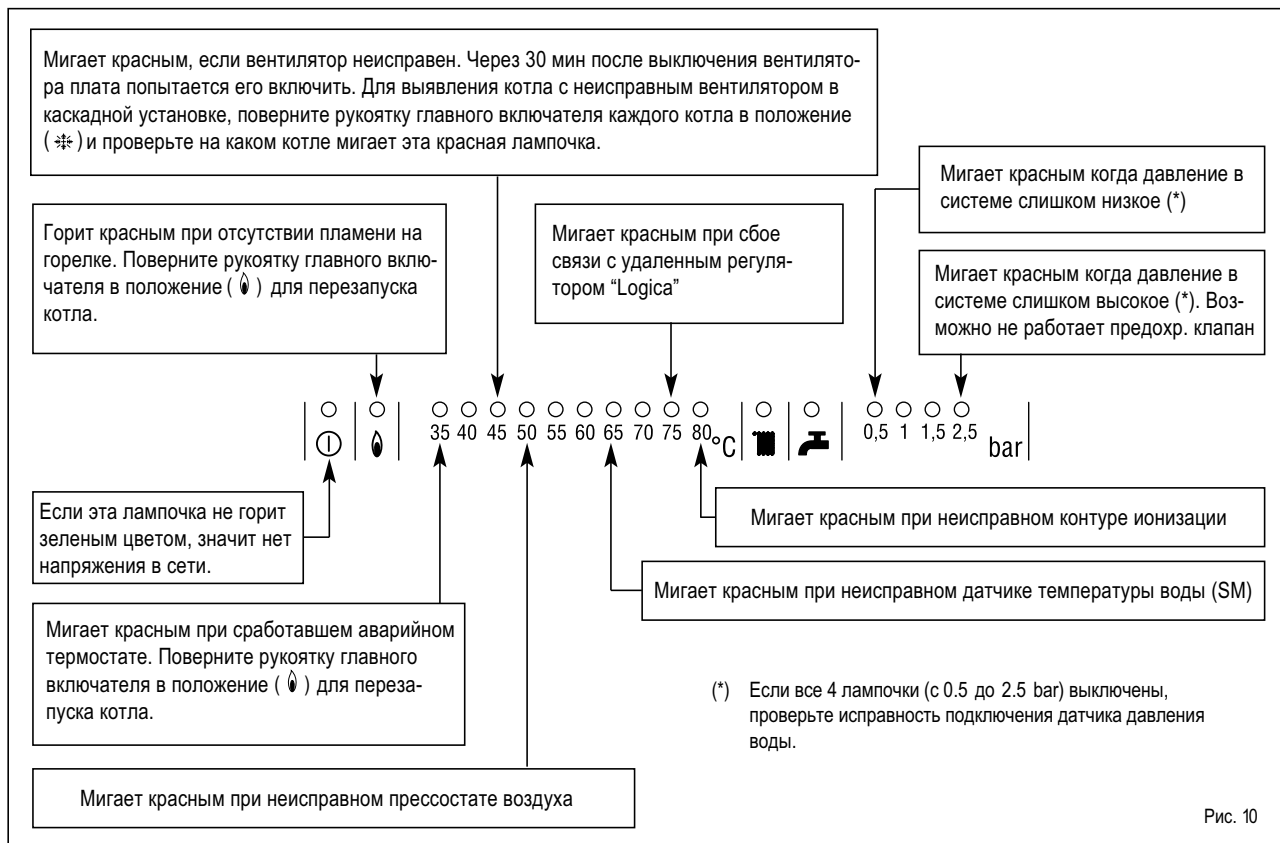 Мигает красным, если вентилятор неисправен. Через 30 мин после выключения вентилято-
ра плата попытается его включить. Для выявления котла с неисправным вентилятором в
каскадной установке, поверните рукоятку главного включателя каждого котла в положение
( ) и проверьте на каком котле мигает эта красная лампочка.
Мигает красным когда давление в
системе слишком низкое (*)
Горит красным при отсутствии пламени на
горелке. Поверните рукоятку главного вклю-
чателя в положение ( ) для перезапуска
котла.
Мигает красным при сбое
связи с удаленным регуля-
тором “Logica”
Мигает красным когда давление в
системе слишком высокое (*). Воз-
можно не работает предохр. клапан
35 40 45 50 55 60 65 70 75 80 °C 0,5 1 1,5 2,5 bar
Если эта лампочка не горит
зеленым цветом, значит нет
напряжения в сети.
Мигает красным при неисправном контуре ионизации
Мигает красным при неисправном датчике температуры воды (SM)
Мигает красным при сработавшем аварийном
термостате. Поверните рукоятку главного
включателя в положение ( ) для переза-
пуска котла.
(*) Если все 4 лампочки (с 0.5 до 2.5 bar) выключены,
проверьте исправность подключения датчика давления
воды.
Мигает красным при неисправном прессостате воздуха
Рис. 10